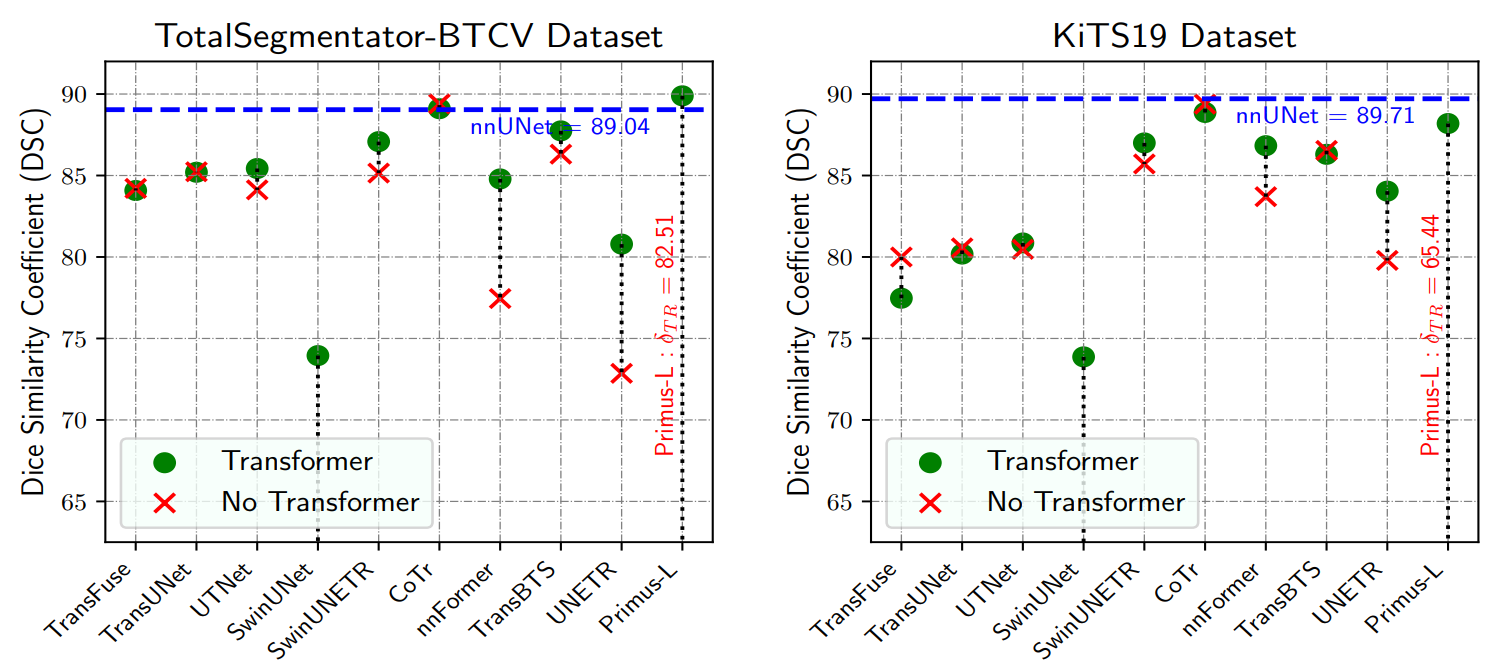 TotalSegmentator-BTCV Dataset
Dice Similarity Coefficient (DSC)
90
85
80
75
70
65
nnUNet = 89.04
Primus-L : δTR = 82.51
Transformer
No Transformer
TransFuse
TransUNet
UTNet
SwinUNet
SwinUNETR
CoTr
nnFormer
TransBTS
UNETR
Primus-L
KiTS19 Dataset
Dice Similarity Coefficient (DSC)
90
85
80
75
70
65
nnUNet = 89.71
Primus-L : δTR = 65.44
Transformer
No Transformer
TransFuse
TransUNet
UTNet
SwinUNet
SwinUNETR
CoTr
nnFormer
TransBTS
UNETR
Primus-L